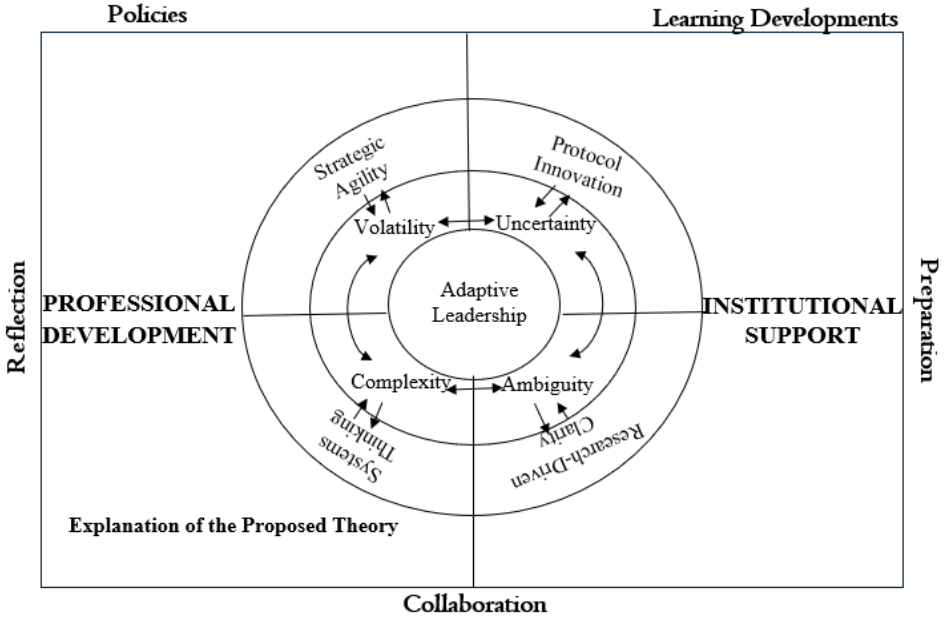 Policies
Learning Developments
Strategic
Agility
Protocol
Innovation
Volatility
Uncertainty
Adaptive
Leadership
Reflection
PROFESSIONAL
DEVELOPMENT
INSTITUTIONAL
SUPPORT
Preparation
Complexity
Ambiguity
Systems
Thinking
Research-Driven
Clarity
Explanation of the Proposed Theory
Collaboration